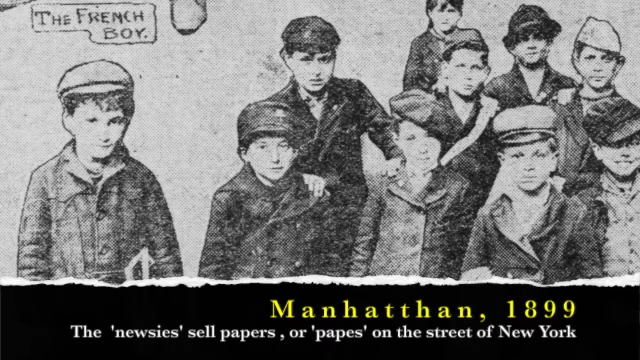 THE FRENCH
BOY.
Manhatthan, 1899
The 'newsies' sell papers , or 'papes' on the street of New York